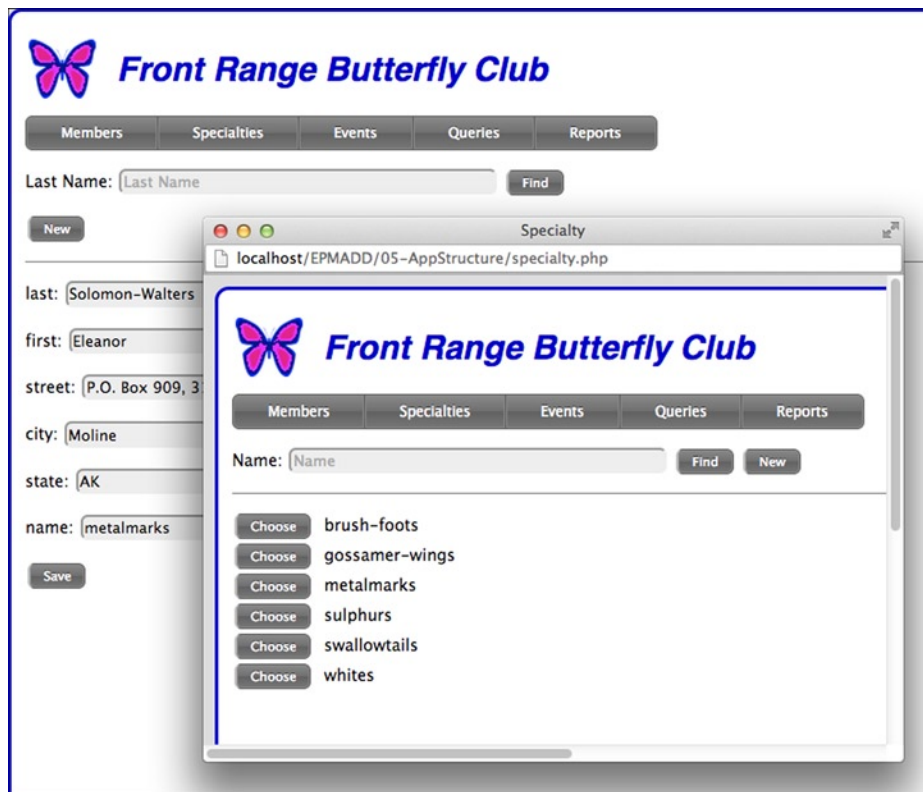 Front Range Butterfly Club
Members Specialties Events Queries Reports
Last Name: Last Name Find
New
last: Solomon-Walters
first: Eleanor
street: P.O. Box 909, 3
city: Moline
state: AK
name: metalmarks
Save
Specialty
localhost/EPMADD/05-AppStructure/specialty.php
Front Range Butterfly Club
Members Specialties Events Queries Reports
Name: Name Find New
Choose brush-foots
Choose gossamer-wings
Choose metalmarks
Choose sulphurs
Choose swallowtails
Choose whites